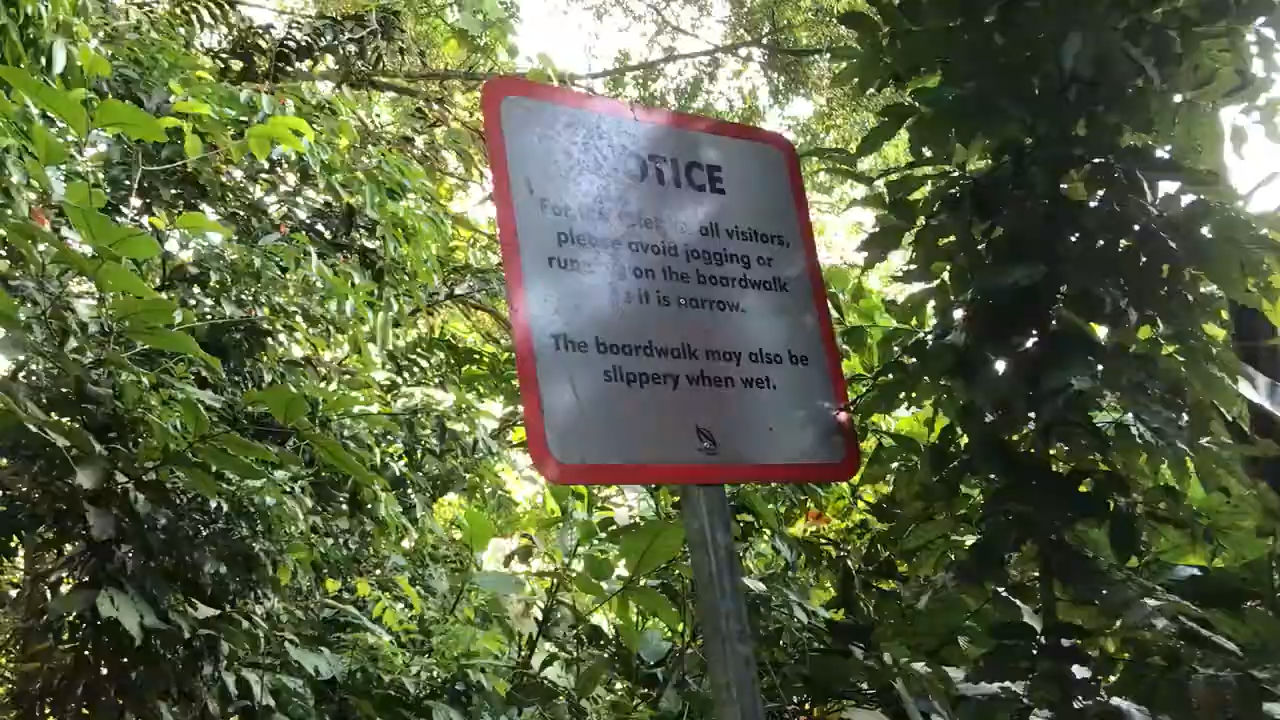 NOTICE
For the safety of all visitors,
please avoid jogging or
running on the boardwalk
as it is narrow.
The boardwalk may also be
slippery when wet.